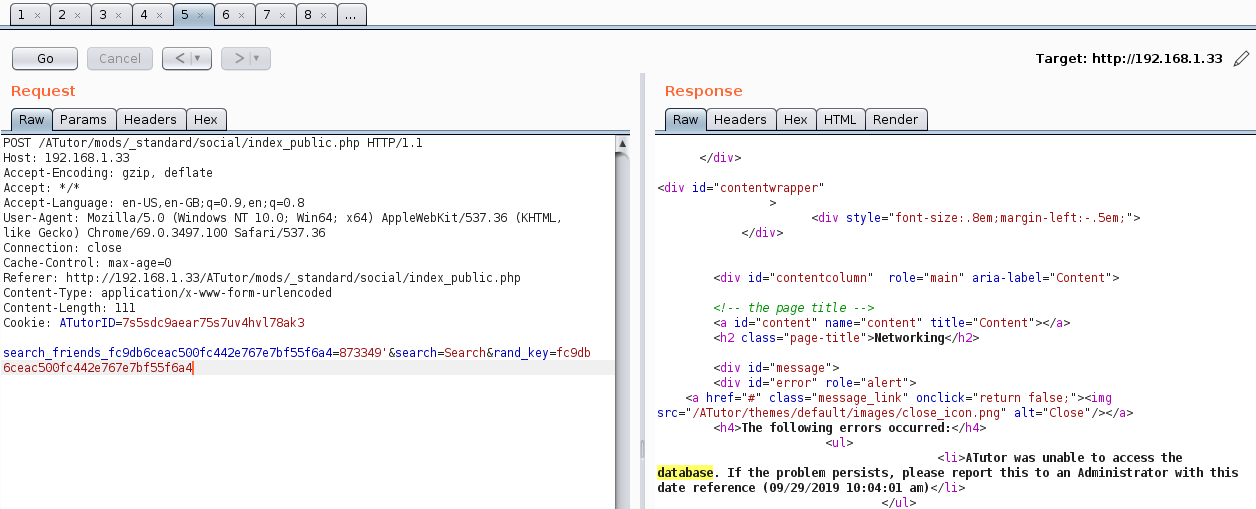 1 × 2 × 3 × 4 × 5 × 6 × 7 × 8 × ...
Go Cancel < | ▼ > | ▼ Target: http://192.168.1.33
Request
Raw Params Headers Hex
POST /ATutor/mods/_standard/social/index_public.php HTTP/1.1
Host: 192.168.1.33
Accept-Encoding: gzip, deflate
Accept: */*
Accept-Language: en-US,en-GB;q=0.9,en;q=0.8
User-Agent: Mozilla/5.0 (Windows NT 10.0; Win64; x64) AppleWebKit/537.36 (KHTML,
like Gecko) Chrome/69.0.3497.100 Safari/537.36
Connection: close
Cache-Control: max-age=0
Referer: http://192.168.1.33/ATutor/mods/_standard/social/index_public.php
Content-Type: application/x-www-form-urlencoded
Content-Length: 111
Cookie: ATutorID=7s5sdc9aear75s7uv4hvl78ak3
search_friends_fc9db6ceac500fc442e767e7bf55f6a4=873349'&search=Search&rand_key=fc9db
6ceac500fc442e767e7bf55f6a4
Response
Raw Headers Hex HTML Render
</div>
<div id="contentwrapper"
>
<div style="font-size:.8em;margin-left:-.5em;">
</div>
<div id="contentcolumn"  role="main" aria-label="Content">
<!-- the page title -->
<a id="content" name="content" title="Content"></a>
<h2 class="page-title">Networking</h2>
<div id="message">
<div id="error" role="alert">
<a href="#" class="message_link" onclick="return false;"><img
src="/ATutor/themes/default/images/close_icon.png" alt="Close"/></a>
<h4>The following errors occurred:</h4>
<ul>
<li>ATutor was unable to access the
database. If the problem persists, please report this to an Administrator with this
date reference (09/29/2019 10:04:01 am)</li>
</ul>